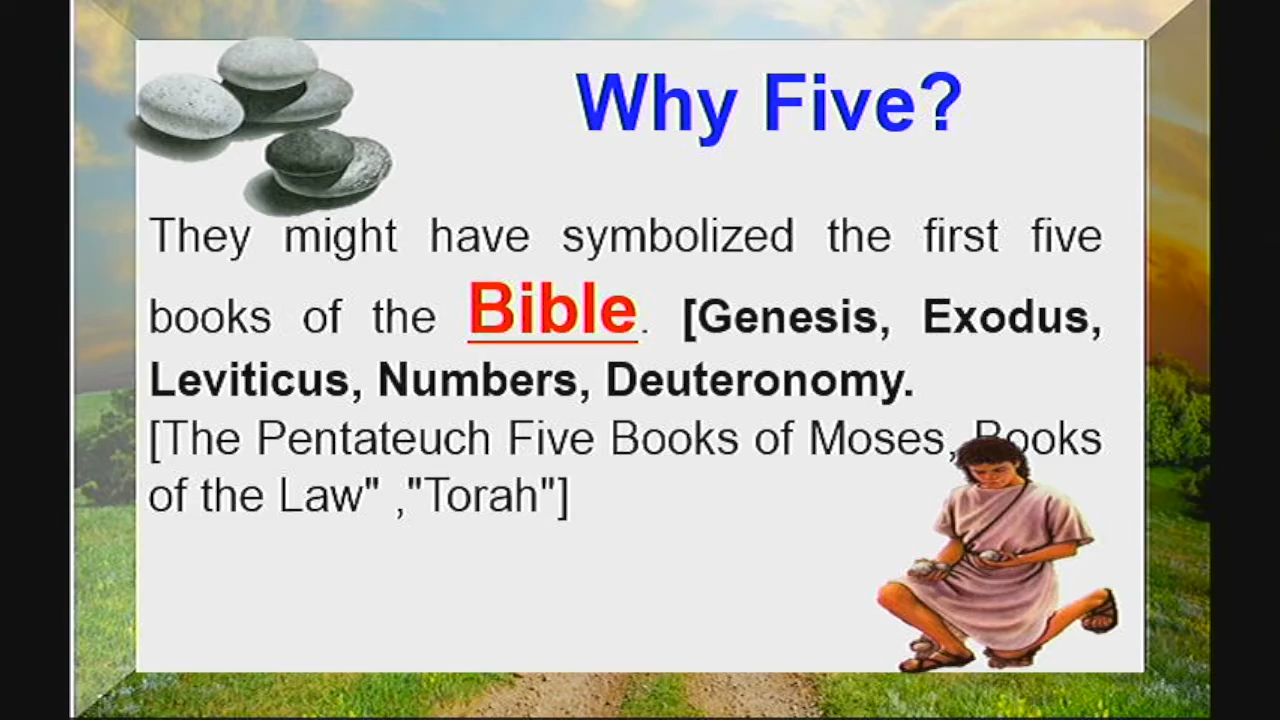 Why Five?
They might have symbolized the first five
books of the Bible. [Genesis, Exodus,
Leviticus, Numbers, Deuteronomy.
[The Pentateuch Five Books of Moses, Books
of the Law" ,"Torah"]